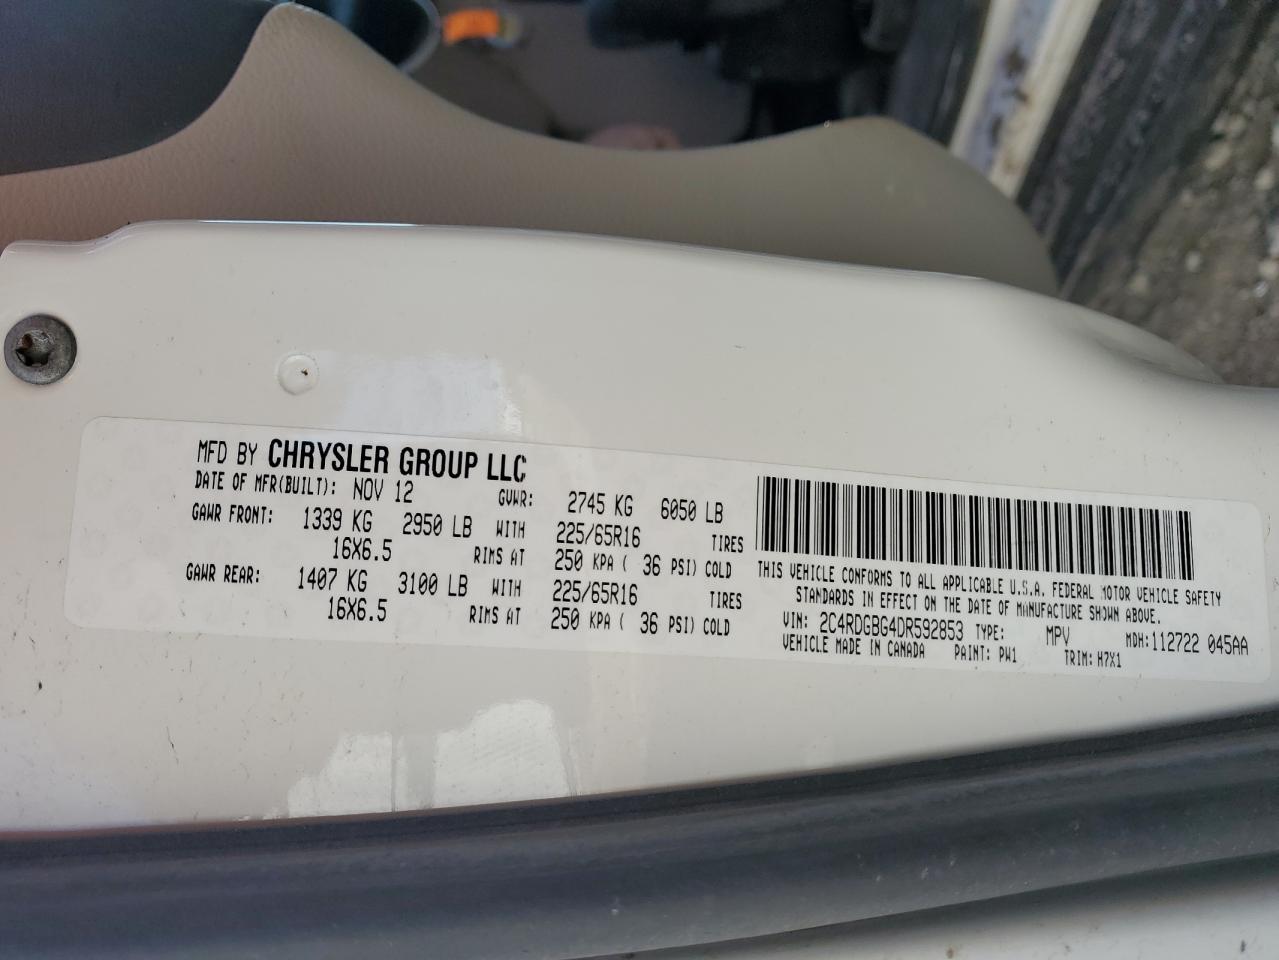 MFD BY CHRYSLER GROUP LLC
DATE OF MFR(BUILT): NOV 12 GVWR: 2745 KG 6050 LB
GAWR FRONT: 1339 KG 2950 LB WITH 225/65R16 TIRES
16X6.5 RIMS AT 250 KPA ( 36 PSI) COLD
GAWR REAR: 1407 KG 3100 LB WITH 225/65R16 TIRES
16X6.5 RIMS AT 250 KPA ( 36 PSI) COLD
THIS VEHICLE CONFORMS TO ALL APPLICABLE U.S.A. FEDERAL MOTOR VEHICLE SAFETY
STANDARDS IN EFFECT ON THE DATE OF MANUFACTURE SHOWN ABOVE.
VIN: 2C4RDGBG4DR592853 TYPE: MPV MDH:112722 045AA
VEHICLE MADE IN CANADA PAINT: PW1 TRIM: H7X1